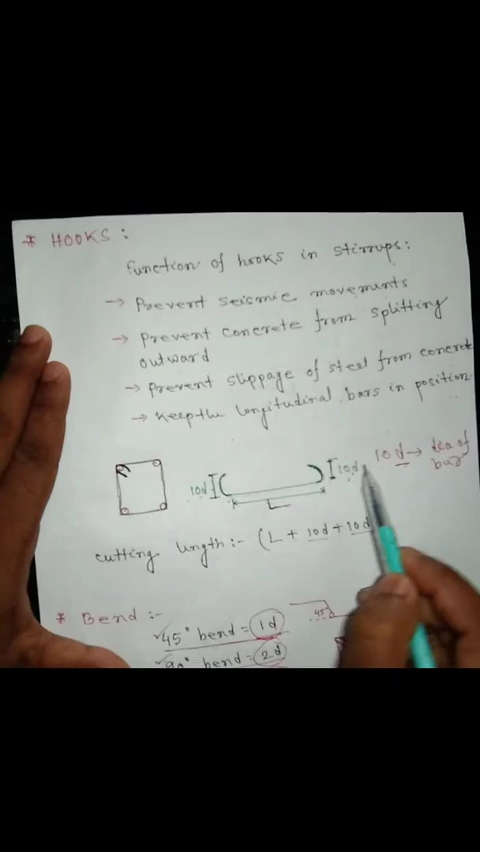 * HOOKS :
Function of hooks in stirrups:
→ Prevent seismic movements
→ Prevent concrete from splitting
outward
→ Prevent slippage of steel from concrete
→ Keep the longitudinal bars in position.
10d
L
10d
10d → dea of
bar
cutting length :- (L + 10d + 10d
* Bend :-
45° bend = 1d
45°
90° bend = 2d